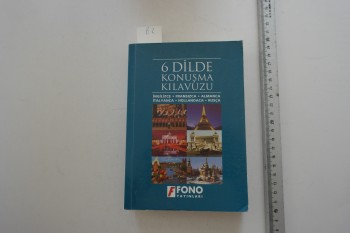 6 DİLDE
KONUŞMA
KILAVUZU
İNGİLİZCE • FRANSIZCA • ALMANCA
İTALYANCA • HOLLANDACA • RUSÇA
FONO
YAYINLARI